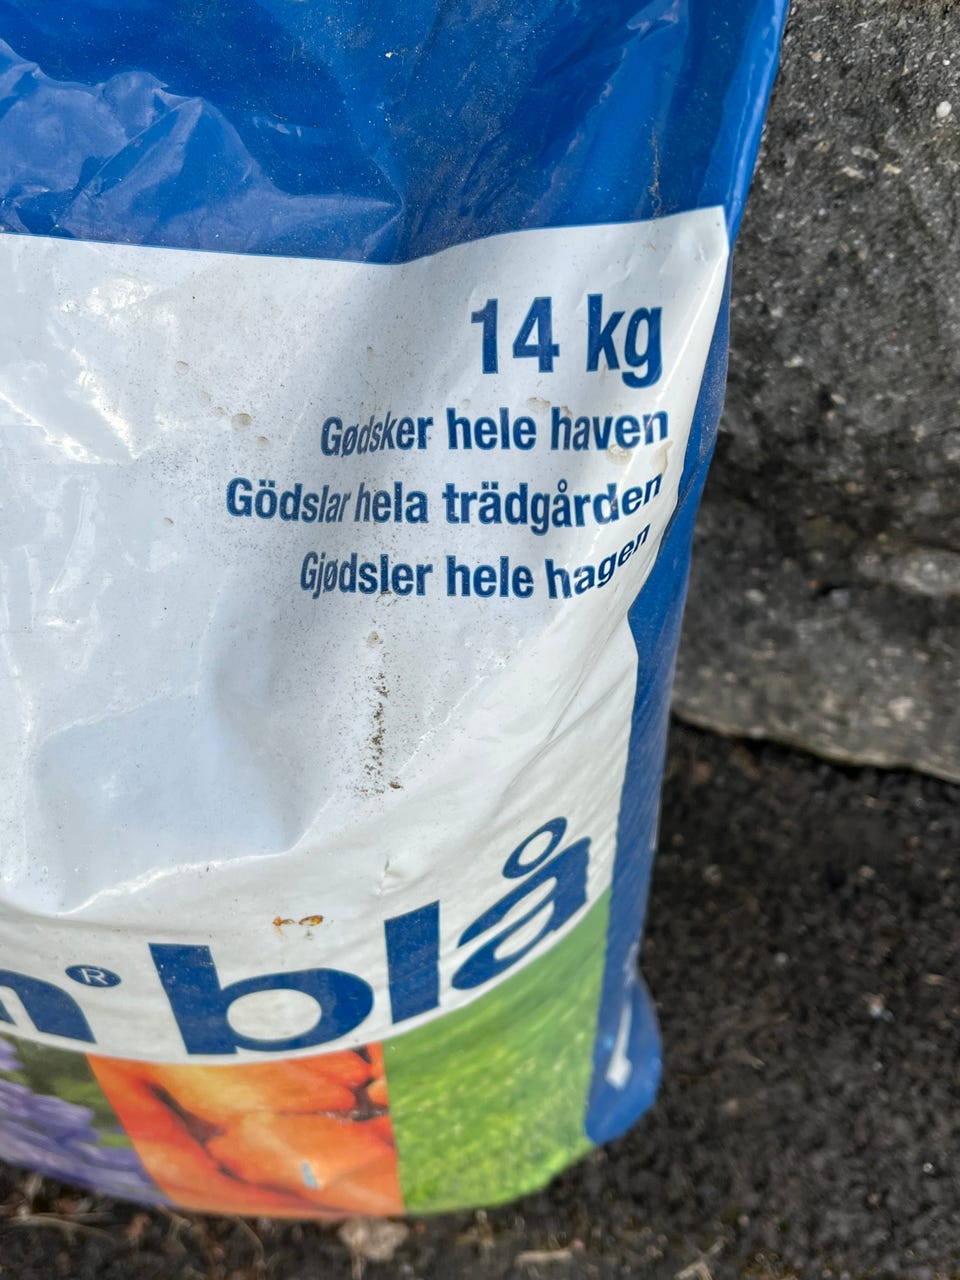 14 kg
Gødsker hele haven
Gödslar hela trädgården
Gjødsler hele hagen
® blå